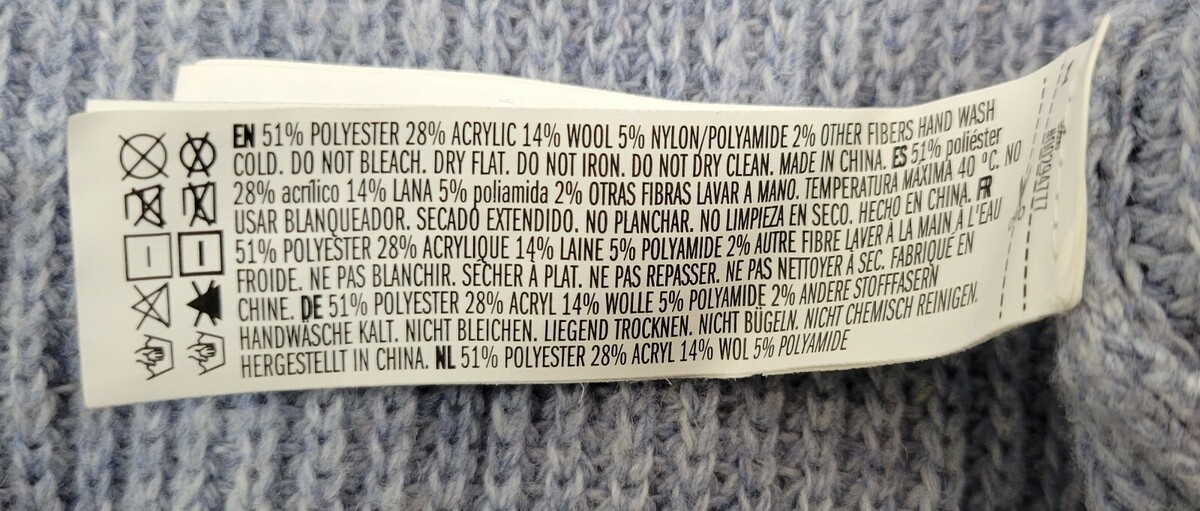 EN 51% POLYESTER 28% ACRYLIC 14% WOOL 5% NYLON/POLYAMIDE 2% OTHER FIBERS HAND WASH
COLD. DO NOT BLEACH. DRY FLAT. DO NOT IRON. DO NOT DRY CLEAN. MADE IN CHINA. ES 51% poliéster
28% acrílico 14% LANA 5% poliamida 2% OTRAS FIBRAS LAVAR A MANO. TEMPERATURA MÁXIMA 40 °C. NO
USAR BLANQUEADOR. SECADO EXTENDIDO. NO PLANCHAR. NO LIMPIEZA EN SECO. HECHO EN CHINA. FR
51% POLYESTER 28% ACRYLIQUE 14% LAINE 5% POLYAMIDE 2% AUTRE FIBRE LAVER À LA MAIN À L'EAU
FROIDE. NE PAS BLANCHIR. SÉCHER À PLAT. NE PAS REPASSER. NE PAS NETTOYER À SEC. FABRIQUÉ EN
CHINE. DE 51% POLYESTER 28% ACRYL 14% WOLLE 5% POLYAMIDE 2% ANDERE STOFFFASERN
HANDWÄSCHE KALT. NICHT BLEICHEN. LIEGEND TROCKNEN. NICHT BÜGELN. NICHT CHEMISCH REINIGEN.
HERGESTELLT IN CHINA. NL 51% POLYESTER 28% ACRYL 14% WOL 5% POLYAMIDE